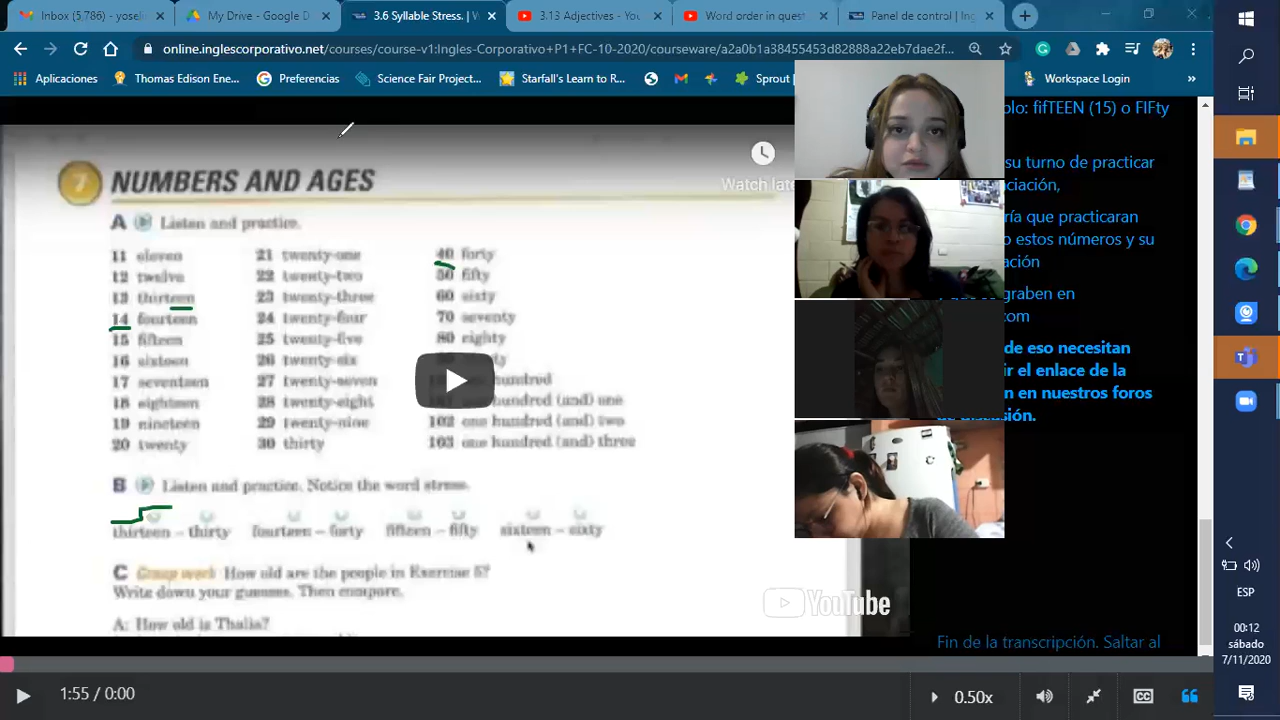 Inbox (5,786) - yoseli
My Drive - Google D
3.6 Syllable Stress. |
3.13 Adjectives - You
Word order in quest
Panel de control | Ing
online.inglescorporativo.net/courses/course-v1:Ingles-Corporativo+P1+FC-10-2020/courseware/a2a0b1a38455453d82888a22eb7dae2f...
Aplicaciones
Thomas Edison Ene...
Preferencias
Science Fair Project...
Starfall's Learn to R...
Sprout
Workspace Login
»
7 NUMBERS AND AGES
Watch late
A Listen and practice.
11 eleven 21 twenty-one 40 forty
12 twelve 22 twenty-two 50 fifty
13 thirteen 23 twenty-three 60 sixty
14 fourteen 24 twenty-four 70 seventy
15 fifteen 25 twenty-five 80 eighty
16 sixteen 26 twenty-six
17 seventeen 27 twenty-seven hundred
18 eighteen 28 twenty-eight hundred (and) one
19 nineteen 29 twenty-nine 102 one hundred (and) two
20 twenty 30 thirty 103 one hundred (and) three
B Listen and practice. Notice the word stress.
thirteen – thirty fourteen – forty fifteen – fifty sixteen – sixty
C Group work How old are the people in Exercise 5?
Write down your guesses. Then compare.
A: How old is Thalia?
YouTube
lo: fifTEEN (15) o FIFty
su turno de practicar
nciación,
ría que practicaran
o estos números y su
ación
graben en
com
de eso necesitan
ir el enlace de la
n en nuestros foros
de discusión.
Fin de la transcripción. Saltar al
1:55 / 0:00
0.50x
CC
ESP
00:12
sábado
7/11/2020